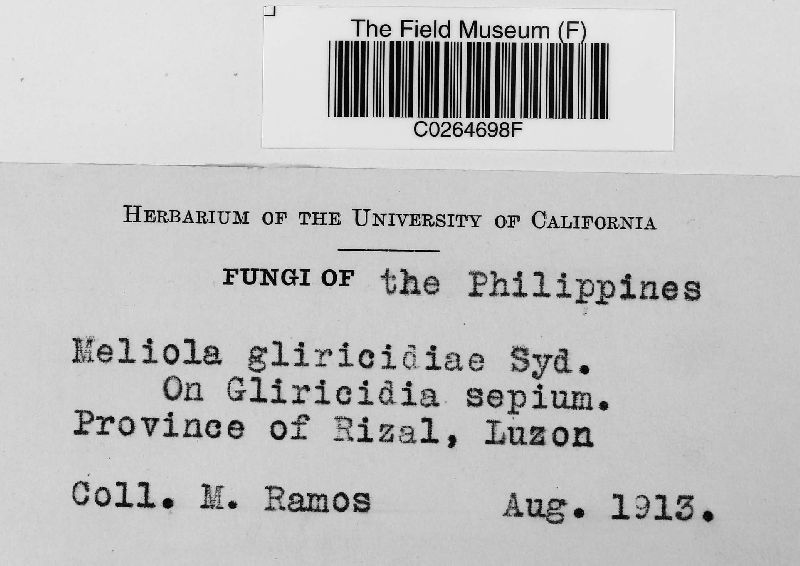 The Field Museum (F)
C0264698F
HERBARIUM OF THE UNIVERSITY OF CALIFORNIA
FUNGI OF the Philippines
Meliola gliricidiae Syd.
On Gliricidia sepium.
Province of Rizal, Luzon
Coll. M. Ramos Aug. 1913.